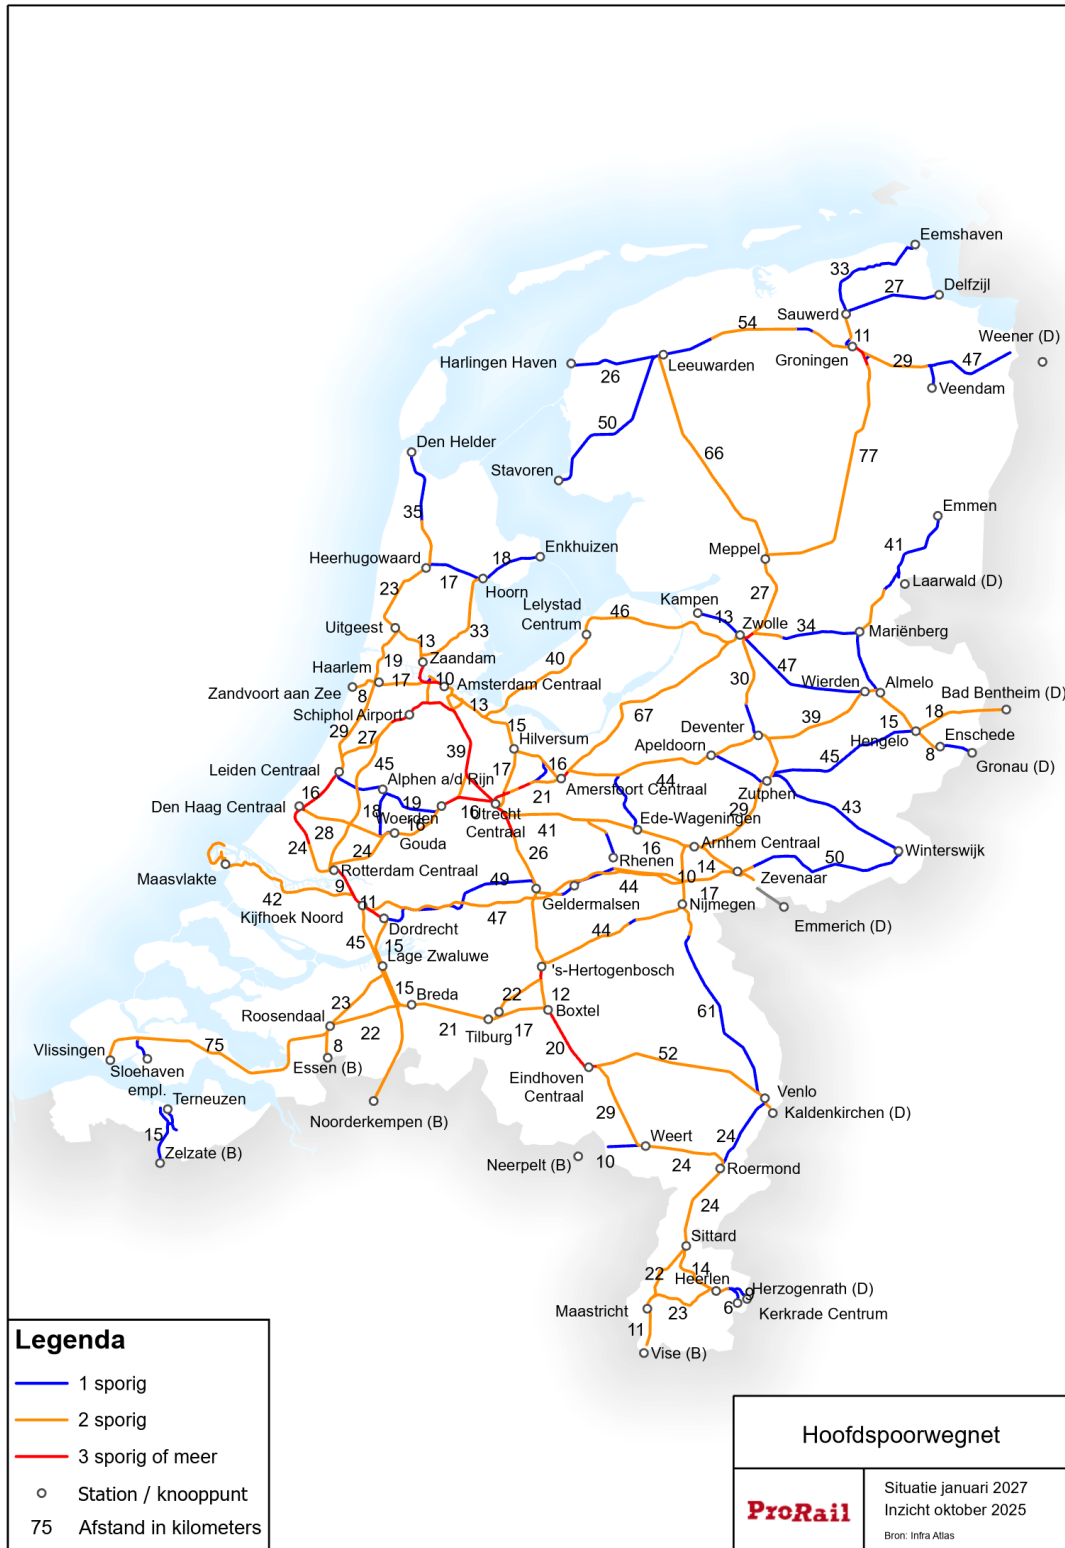 Eemshaven
33
27
Delfzijl
Sauwerd
54
11
Weener (D)
Harlingen Haven
Leeuwarden
Groningen
29
47
26
Veendam
50
Den Helder
66
77
Stavoren
35
Emmen
Enkhuizen
Meppel
41
Heerhugowaard
18
17
Hoorn
Laarwald (D)
23
Lelystad
Centrum
46
Kampen
27
13
Zwolle
34
Uitgeest
13
33
Mariënberg
19
Zaandam
40
47
Haarlem
17
10
Amsterdam Centraal
30
Wierden
Almelo
Zandvoort aan Zee
8
13
67
Bad Bentheim (D)
Schiphol Airport
15
18
29
27
Hilversum
Deventer
39
15
Enschede
39
Apeldoorn
45
Hengelo
8
Gronau (D)
Leiden Centraal
45
Alphen a/d Rijn
17
16
44
Amersfoort Centraal
Zutphen
Den Haag Centraal
16
18
19
Woerden
16
Utrecht
Centraal
21
43
29
28
16
41
Ede-Wageningen
24
24
Gouda
26
16
Arnhem Centraal
Winterswijk
Rotterdam Centraal
Rhenen
14
50
Maasvlakte
9
49
10
Zevenaar
42
44
17
Kijfhoek Noord
11
Geldermalsen
Nijmegen
Dordrecht
47
Emmerich (D)
45
15
44
Lage Zwaluwe
's-Hertogenbosch
15
Breda
22
12
Boxtel
61
23
Roosendaal
22
21
Tilburg
17
Vlissingen
75
8
Essen (B)
20
52
Sloehaven
empl.
Eindhoven
Centraal
Venlo
Terneuzen
Kaldenkirchen (D)
Noorderkempen (B)
29
15
Weert
24
Zelzate (B)
Neerpelt (B)
10
24
Roermond
24
Sittard
22
14
Heerlen
Herzogenrath (D)
9
Maastricht
23
6
Kerkrade Centrum
11
Vise (B)
Legenda
1 sporig
2 sporig
3 sporig of meer
Station / knooppunt
75 Afstand in kilometers
Hoofdspoorwegnet
ProRail
Situatie januari 2027
Inzicht oktober 2025
Bron: Infra Atlas